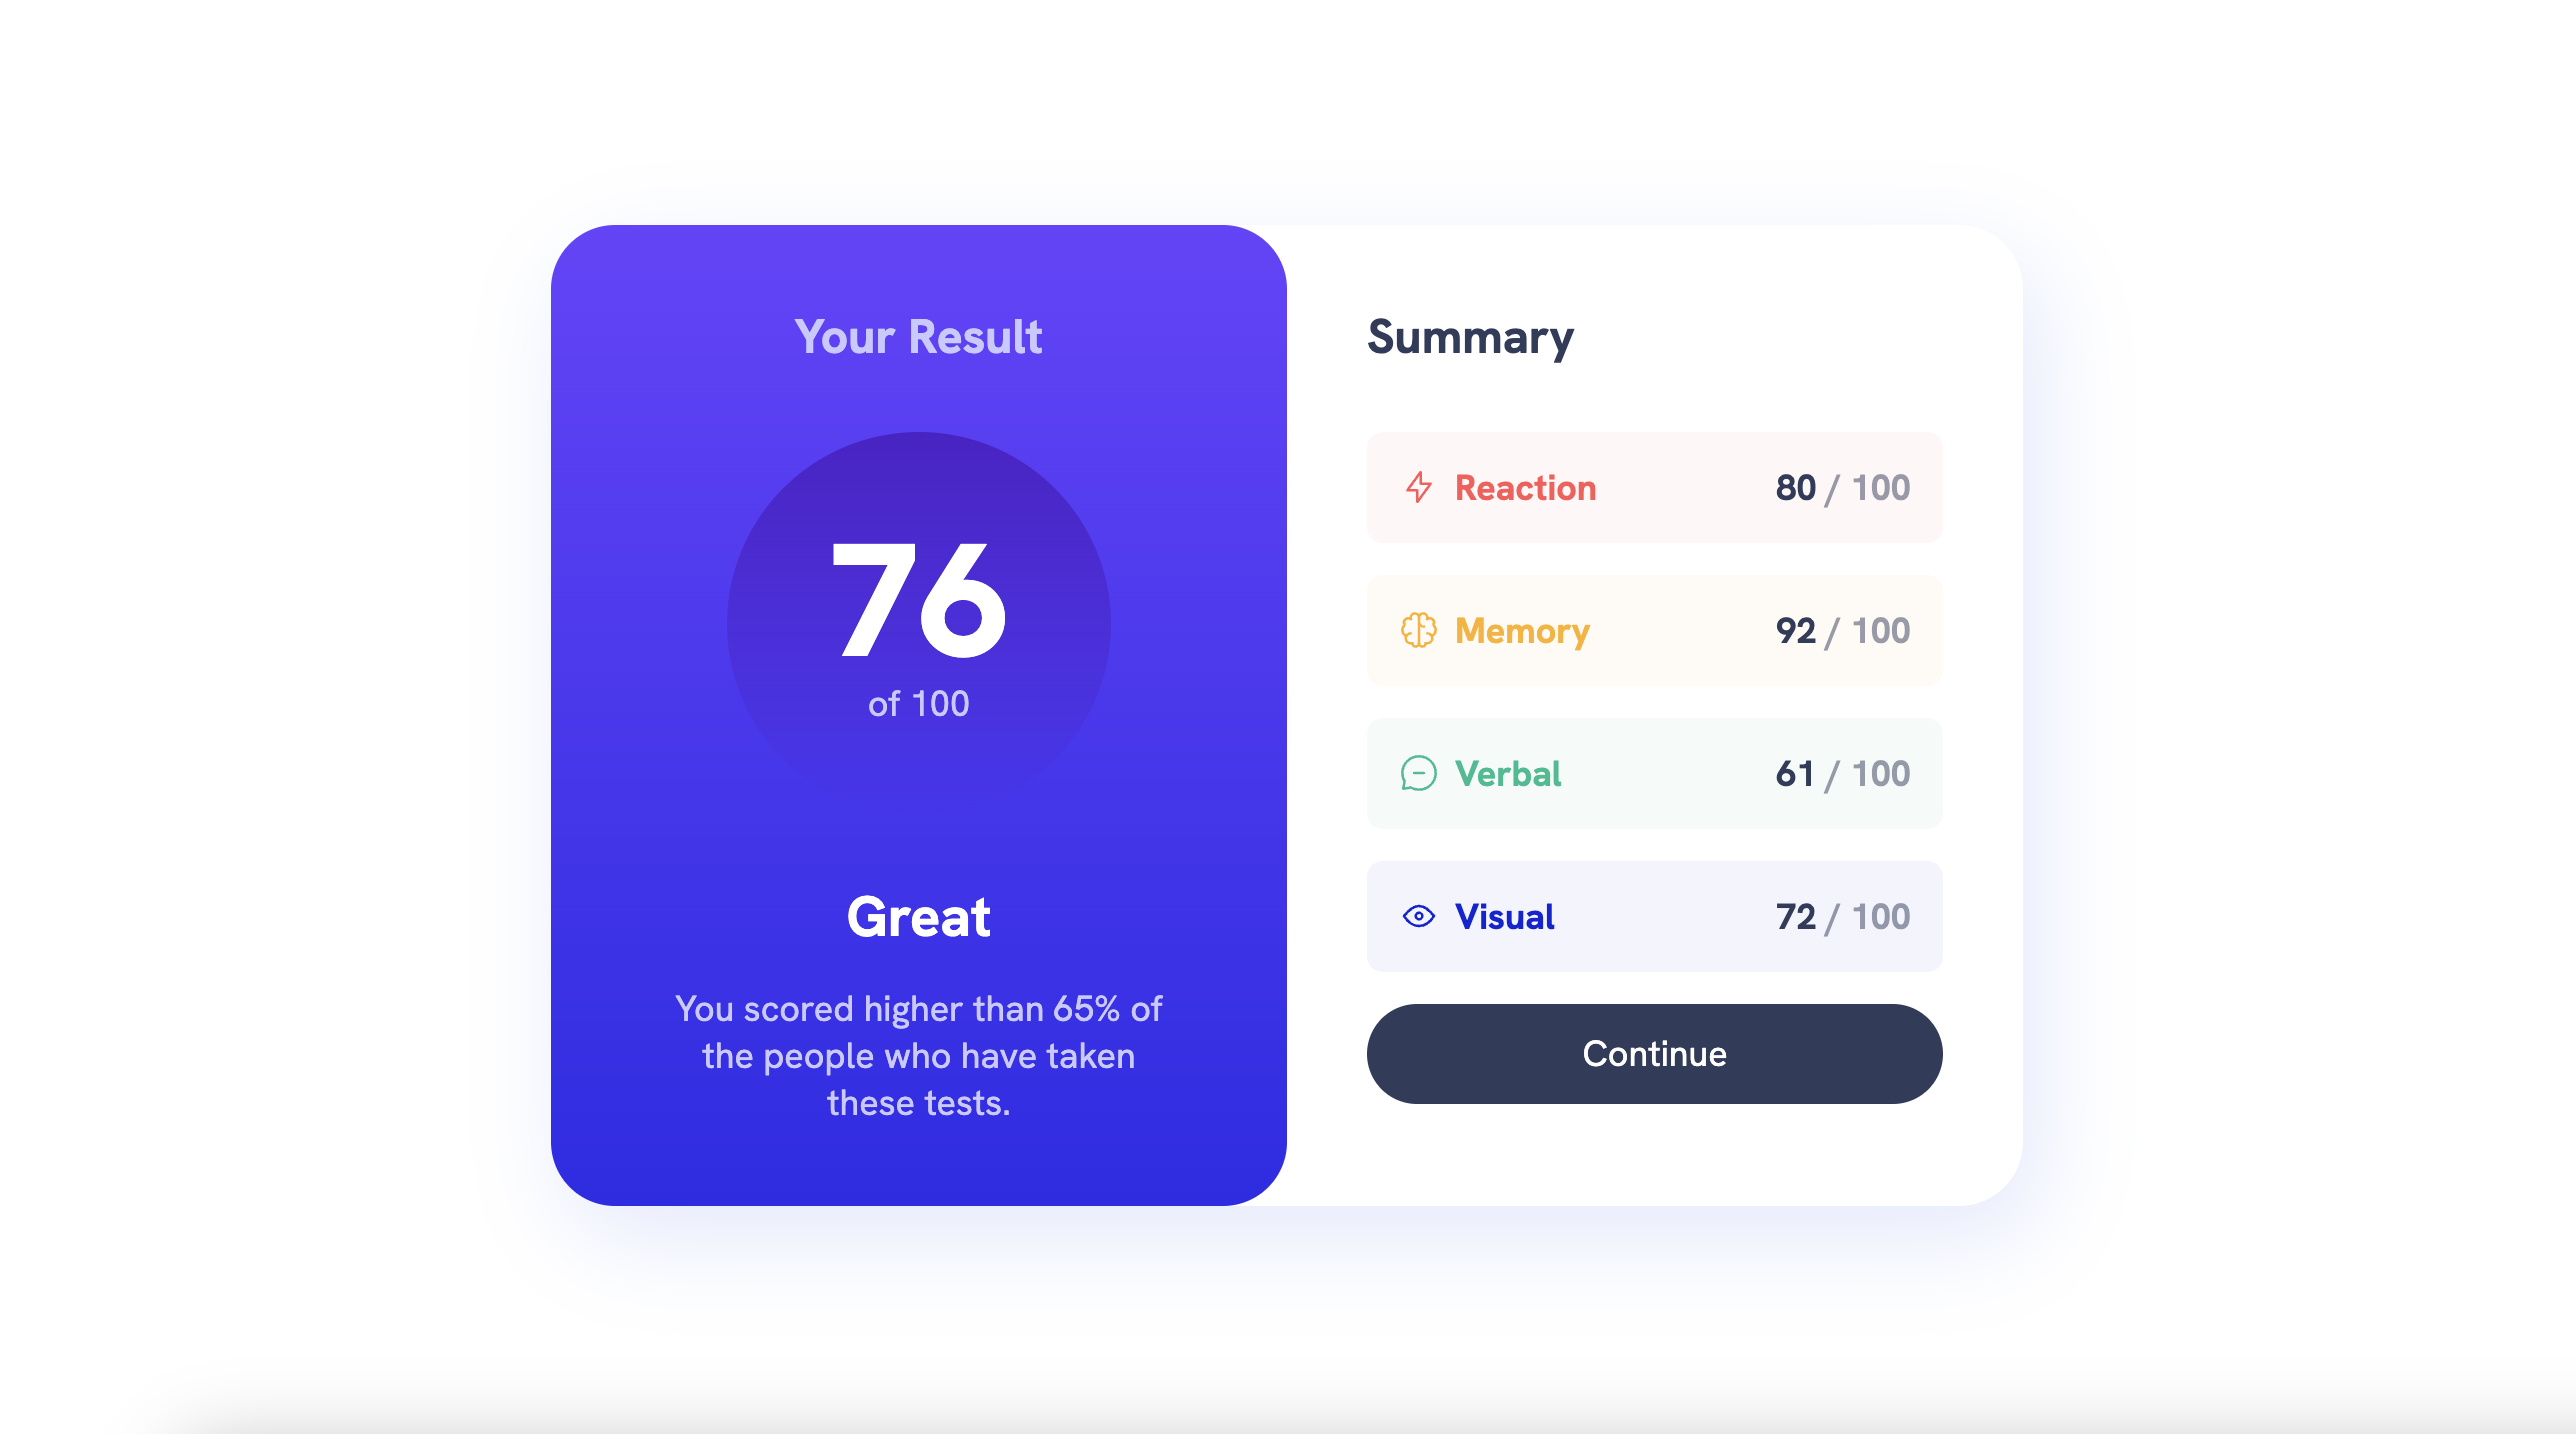 Your Result
76
of 100
Great
You scored higher than 65% of
the people who have taken
these tests.
Summary
Reaction 80 / 100
Memory 92 / 100
Verbal 61 / 100
Visual 72 / 100
Continue